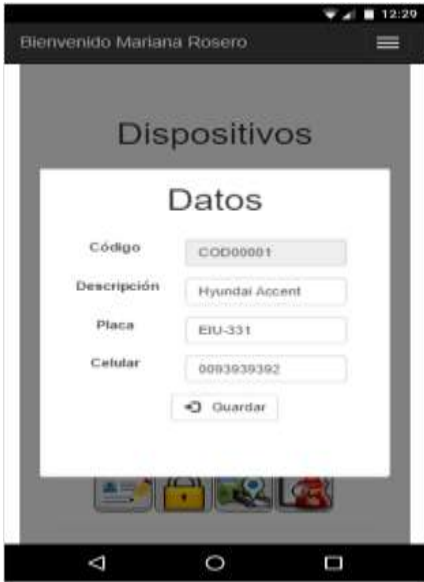 12:29
Bienvenido Mariana Rosero
Dispositivos
Datos
Código COD00001
Descripción Hyundai Accent
Placa EIU-331
Celular 0093939392
Guardar